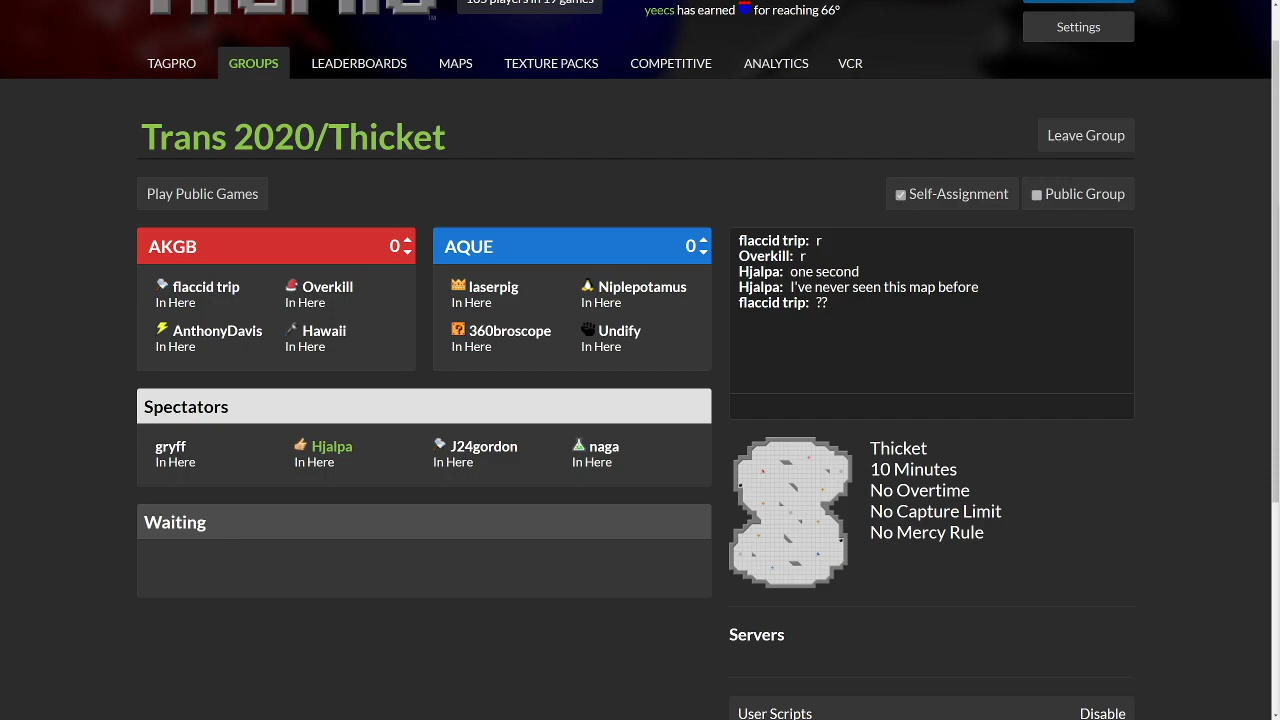 105 players in 19 games
yeecs has earned for reaching 66°
Settings
TAGPRO GROUPS LEADERBOARDS MAPS TEXTURE PACKS COMPETITIVE ANALYTICS VCR
Trans 2020/Thicket
Leave Group
Play Public Games
Self-Assignment
Public Group
AKGB 0
flaccid trip
In Here
Overkill
In Here
AnthonyDavis
In Here
Hawaii
In Here
AQUE 0
laserpig
In Here
Niplepotamus
In Here
360broscope
In Here
Undify
In Here
Spectators
gryff
In Here
Hjalpa
In Here
J24gordon
In Here
naga
In Here
Waiting
flaccid trip: r
Overkill: r
Hjalpa: one second
Hjalpa: I've never seen this map before
flaccid trip: ??
Thicket
10 Minutes
No Overtime
No Capture Limit
No Mercy Rule
Servers
User Scripts Disable